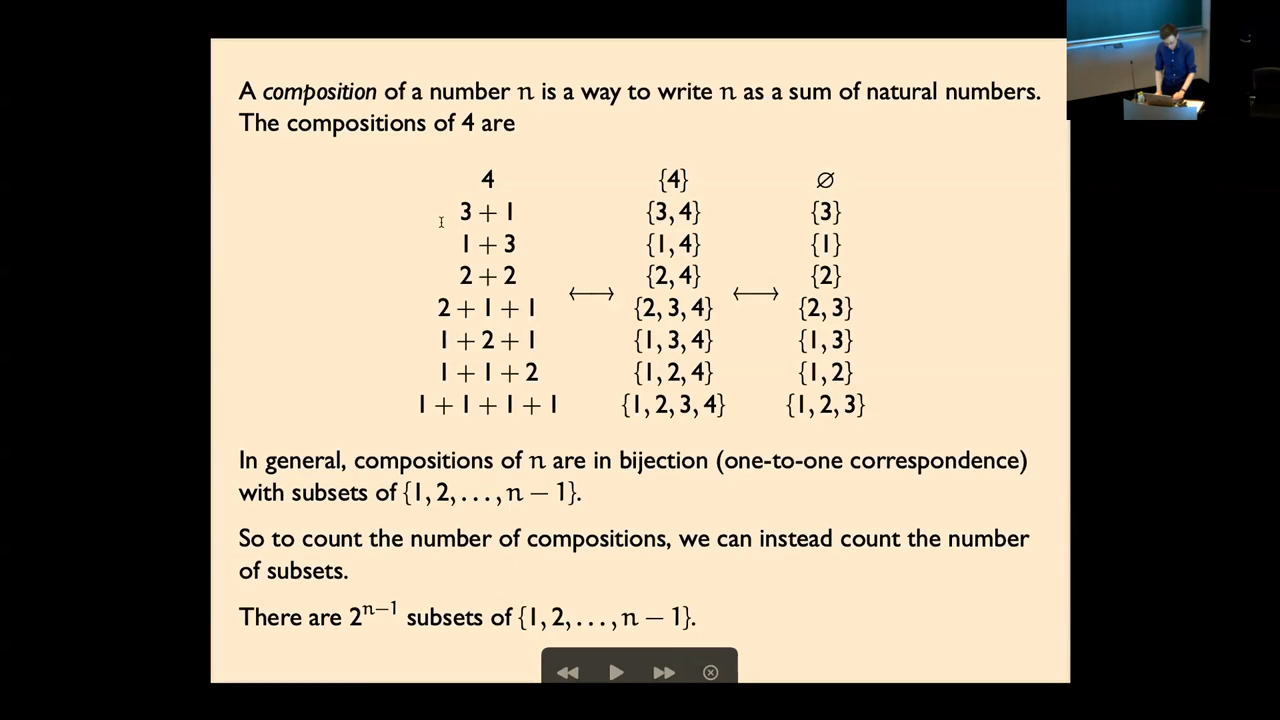 A composition of a number n is a way to write n as a sum of natural numbers.
The compositions of 4 are
4 {4} ∅
3 + 1 {3, 4} {3}
1 + 3 {1, 4} {1}
2 + 2 {2, 4} {2}
⟷ ⟷
2 + 1 + 1 {2, 3, 4} {2, 3}
1 + 2 + 1 {1, 3, 4} {1, 3}
1 + 1 + 2 {1, 2, 4} {1, 2}
1 + 1 + 1 + 1 {1, 2, 3, 4} {1, 2, 3}
In general, compositions of n are in bijection (one-to-one correspondence)
with subsets of {1, 2, . . . , n − 1}.
So to count the number of compositions, we can instead count the number
of subsets.
There are 2^{n−1} subsets of {1, 2, . . . , n − 1}.